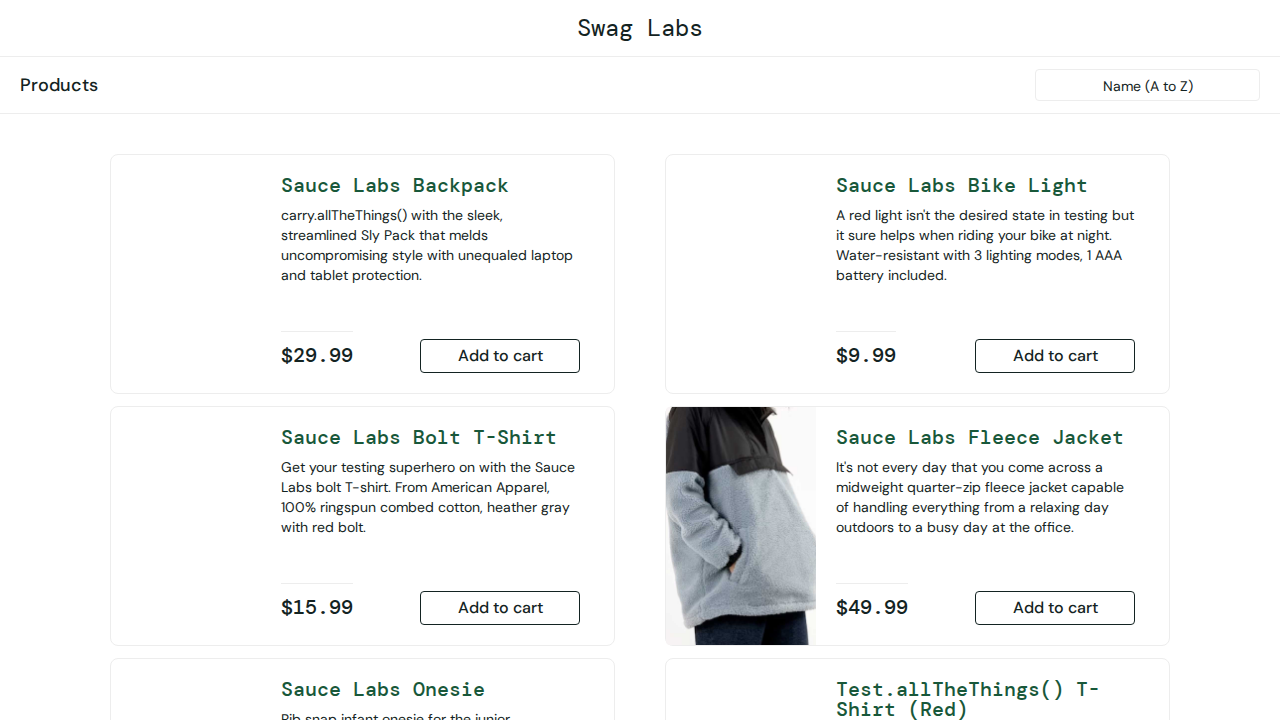 Swag Labs
Products
Name (A to Z)
Sauce Labs Backpack
carry.allTheThings() with the sleek,
streamlined Sly Pack that melds
uncompromising style with unequaled laptop
and tablet protection.
$29.99
Add to cart
Sauce Labs Bike Light
A red light isn't the desired state in testing but
it sure helps when riding your bike at night.
Water-resistant with 3 lighting modes, 1 AAA
battery included.
$9.99
Add to cart
Sauce Labs Bolt T-Shirt
Get your testing superhero on with the Sauce
Labs bolt T-shirt. From American Apparel,
100% ringspun combed cotton, heather gray
with red bolt.
$15.99
Add to cart
Sauce Labs Fleece Jacket
It's not every day that you come across a
midweight quarter-zip fleece jacket capable
of handling everything from a relaxing day
outdoors to a busy day at the office.
$49.99
Add to cart
Sauce Labs Onesie
Rib snap infant onesie for the junior
Test.allTheThings() T-
Shirt (Red)